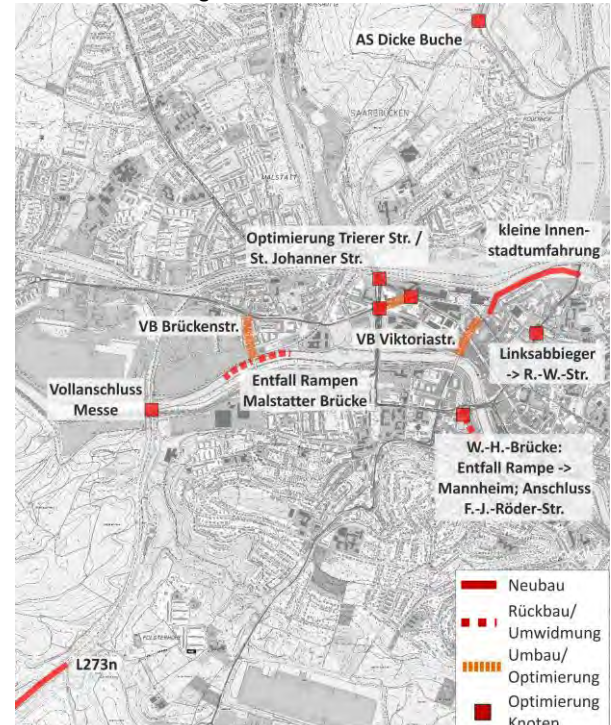 AS Dicke Buche
SAARBRÜCKEN
MALSTATT
Optimierung Trierer Str. /
St. Johanner Str.
kleine Innen-
stadtumfahrung
VB Brückenstr.
VB Viktoriastr.
Linksabbieger
-> R.-W.-Str.
Entfall Rampen
Malstatter Brücke
Vollanschluss
Messe
W.-H.-Brücke:
Entfall Rampe ->
Mannheim; Anschluss
F.-J.-Röder-Str.
Neubau
Rückbau/
Umwidmung
Umbau/
Optimierung
Optimierung
Knoten
L273n